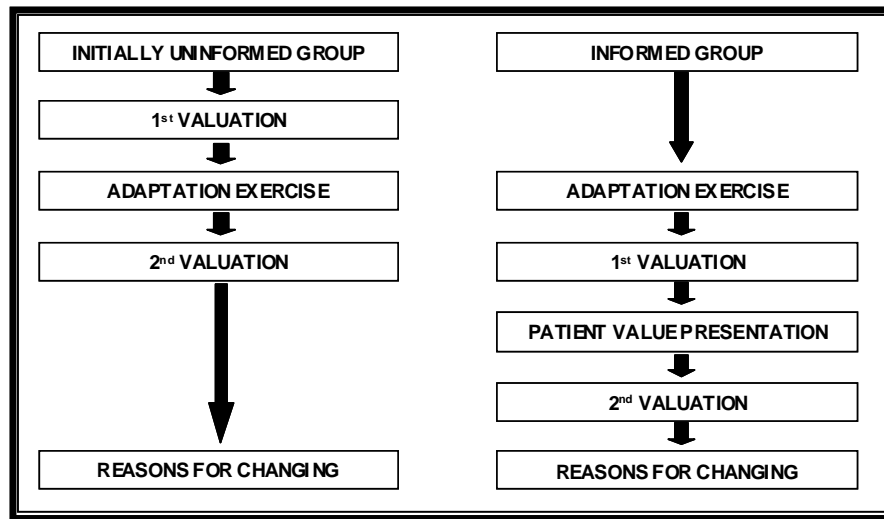 INITIALLY UNINFORMED GROUP
1st VALUATION
ADAPTATION EXERCISE
2nd VALUATION
REASONS FOR CHANGING
INFORMED GROUP
ADAPTATION EXERCISE
1st VALUATION
PATIENT VALUE PRESENTATION
2nd VALUATION
REASONS FOR CHANGING